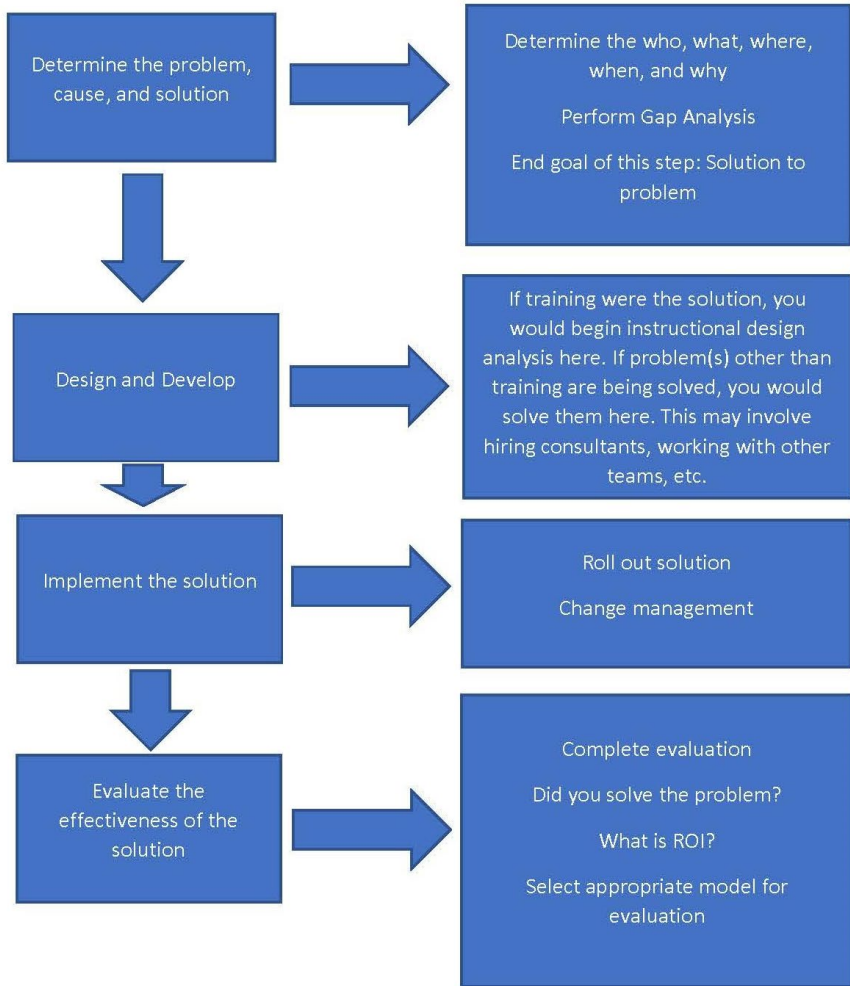 Determine the problem,
cause, and solution
Determine the who, what, where,
when, and why
Perform Gap Analysis
End goal of this step: Solution to
problem
Design and Develop
If training were the solution, you
would begin instructional design
analysis here. If problem(s) other than
training are being solved, you would
solve them here. This may involve
hiring consultants, working with other
teams, etc.
Implement the solution
Roll out solution
Change management
Evaluate the
effectiveness of the
solution
Complete evaluation
Did you solve the problem?
What is ROI?
Select appropriate model for
evaluation